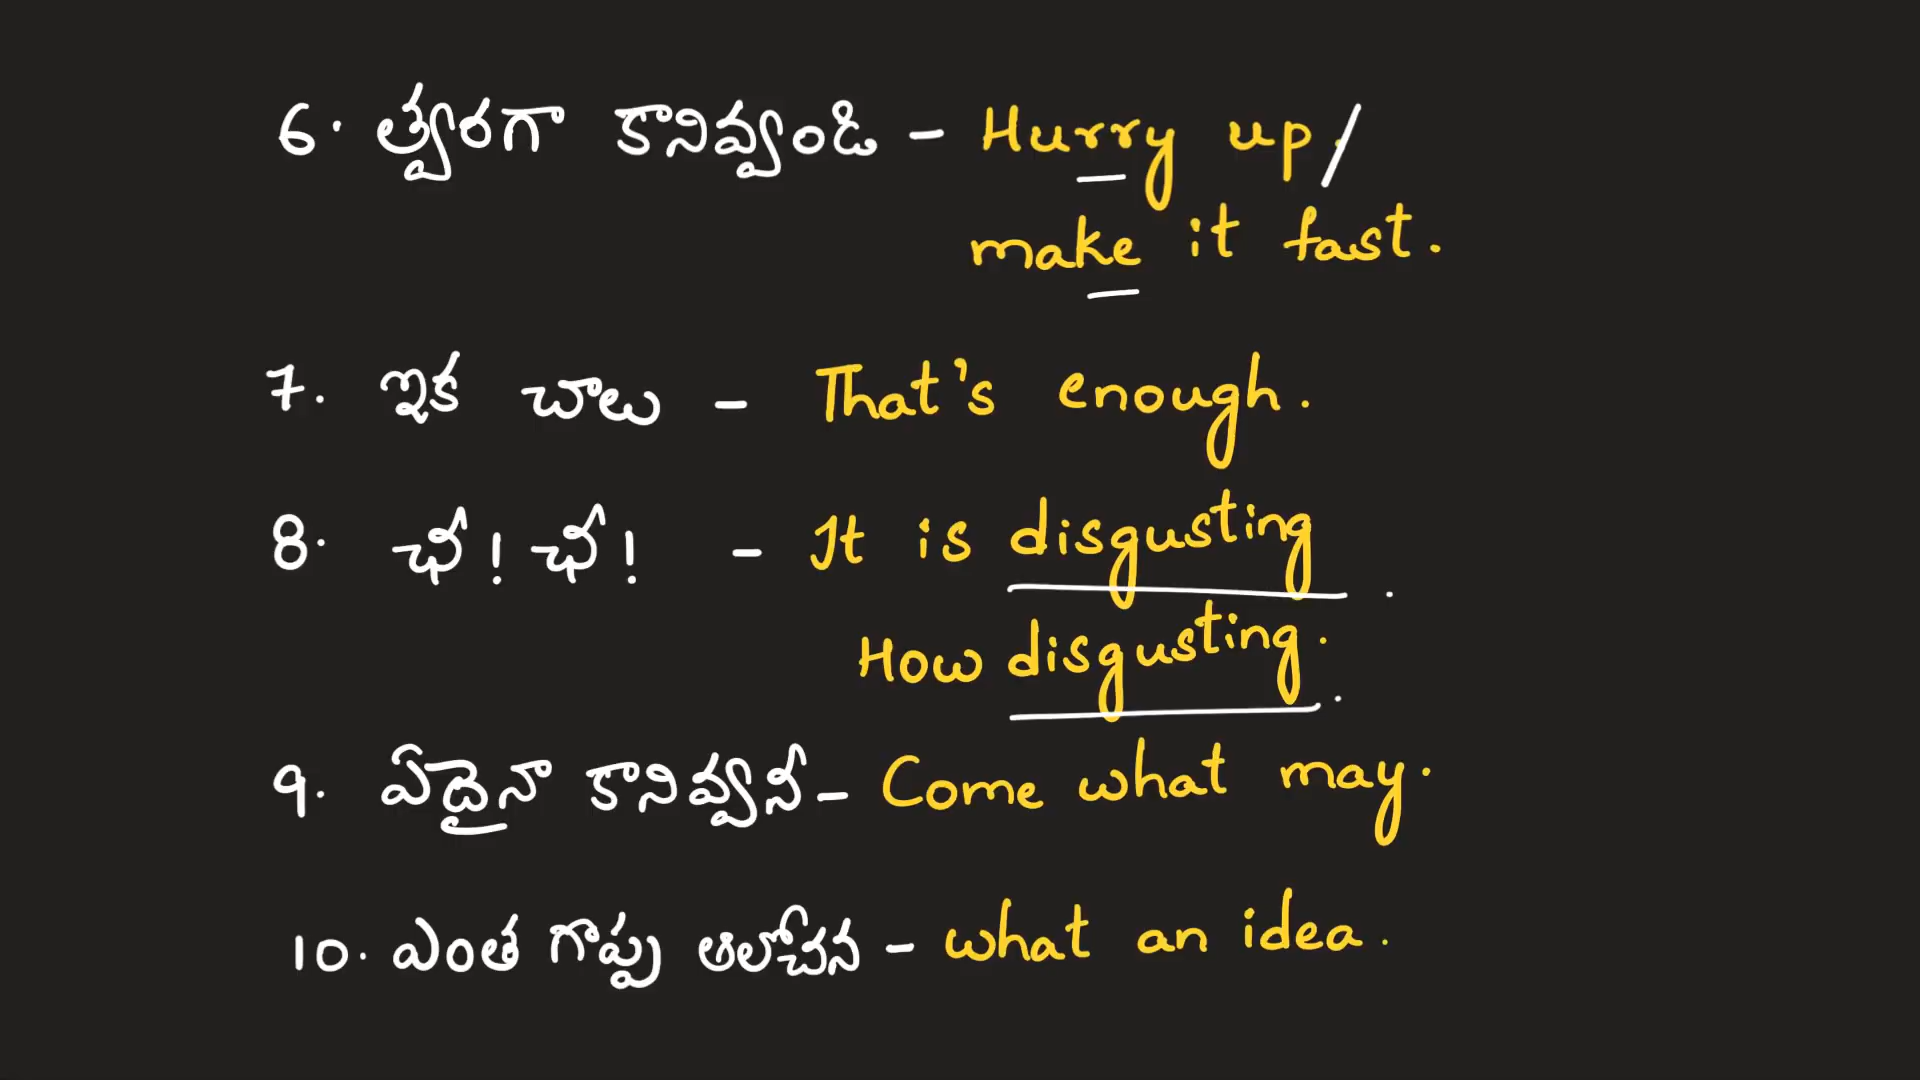 6. త్వరగా కానివ్వండి - Hurry up/
make it fast.
7. ఇక చాలు - That's enough.
8. ఛీ! ఛీ! - It is disgusting.
How disgusting.
9. ఏదైనా కానివ్వనీ - Come what may.
10. ఎంత గొప్ప ఆలోచన - what an idea.